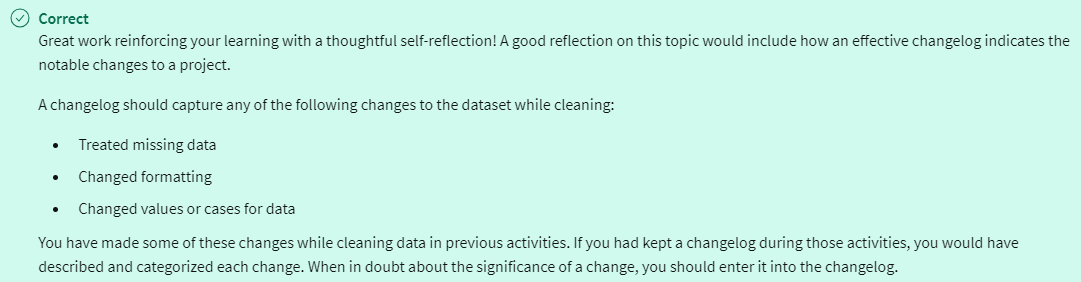 Correct
Great work reinforcing your learning with a thoughtful self-reflection! A good reflection on this topic would include how an effective changelog indicates the
notable changes to a project.
A changelog should capture any of the following changes to the dataset while cleaning:
• Treated missing data
• Changed formatting
• Changed values or cases for data
You have made some of these changes while cleaning data in previous activities. If you had kept a changelog during those activities, you would have
described and categorized each change. When in doubt about the significance of a change, you should enter it into the changelog.